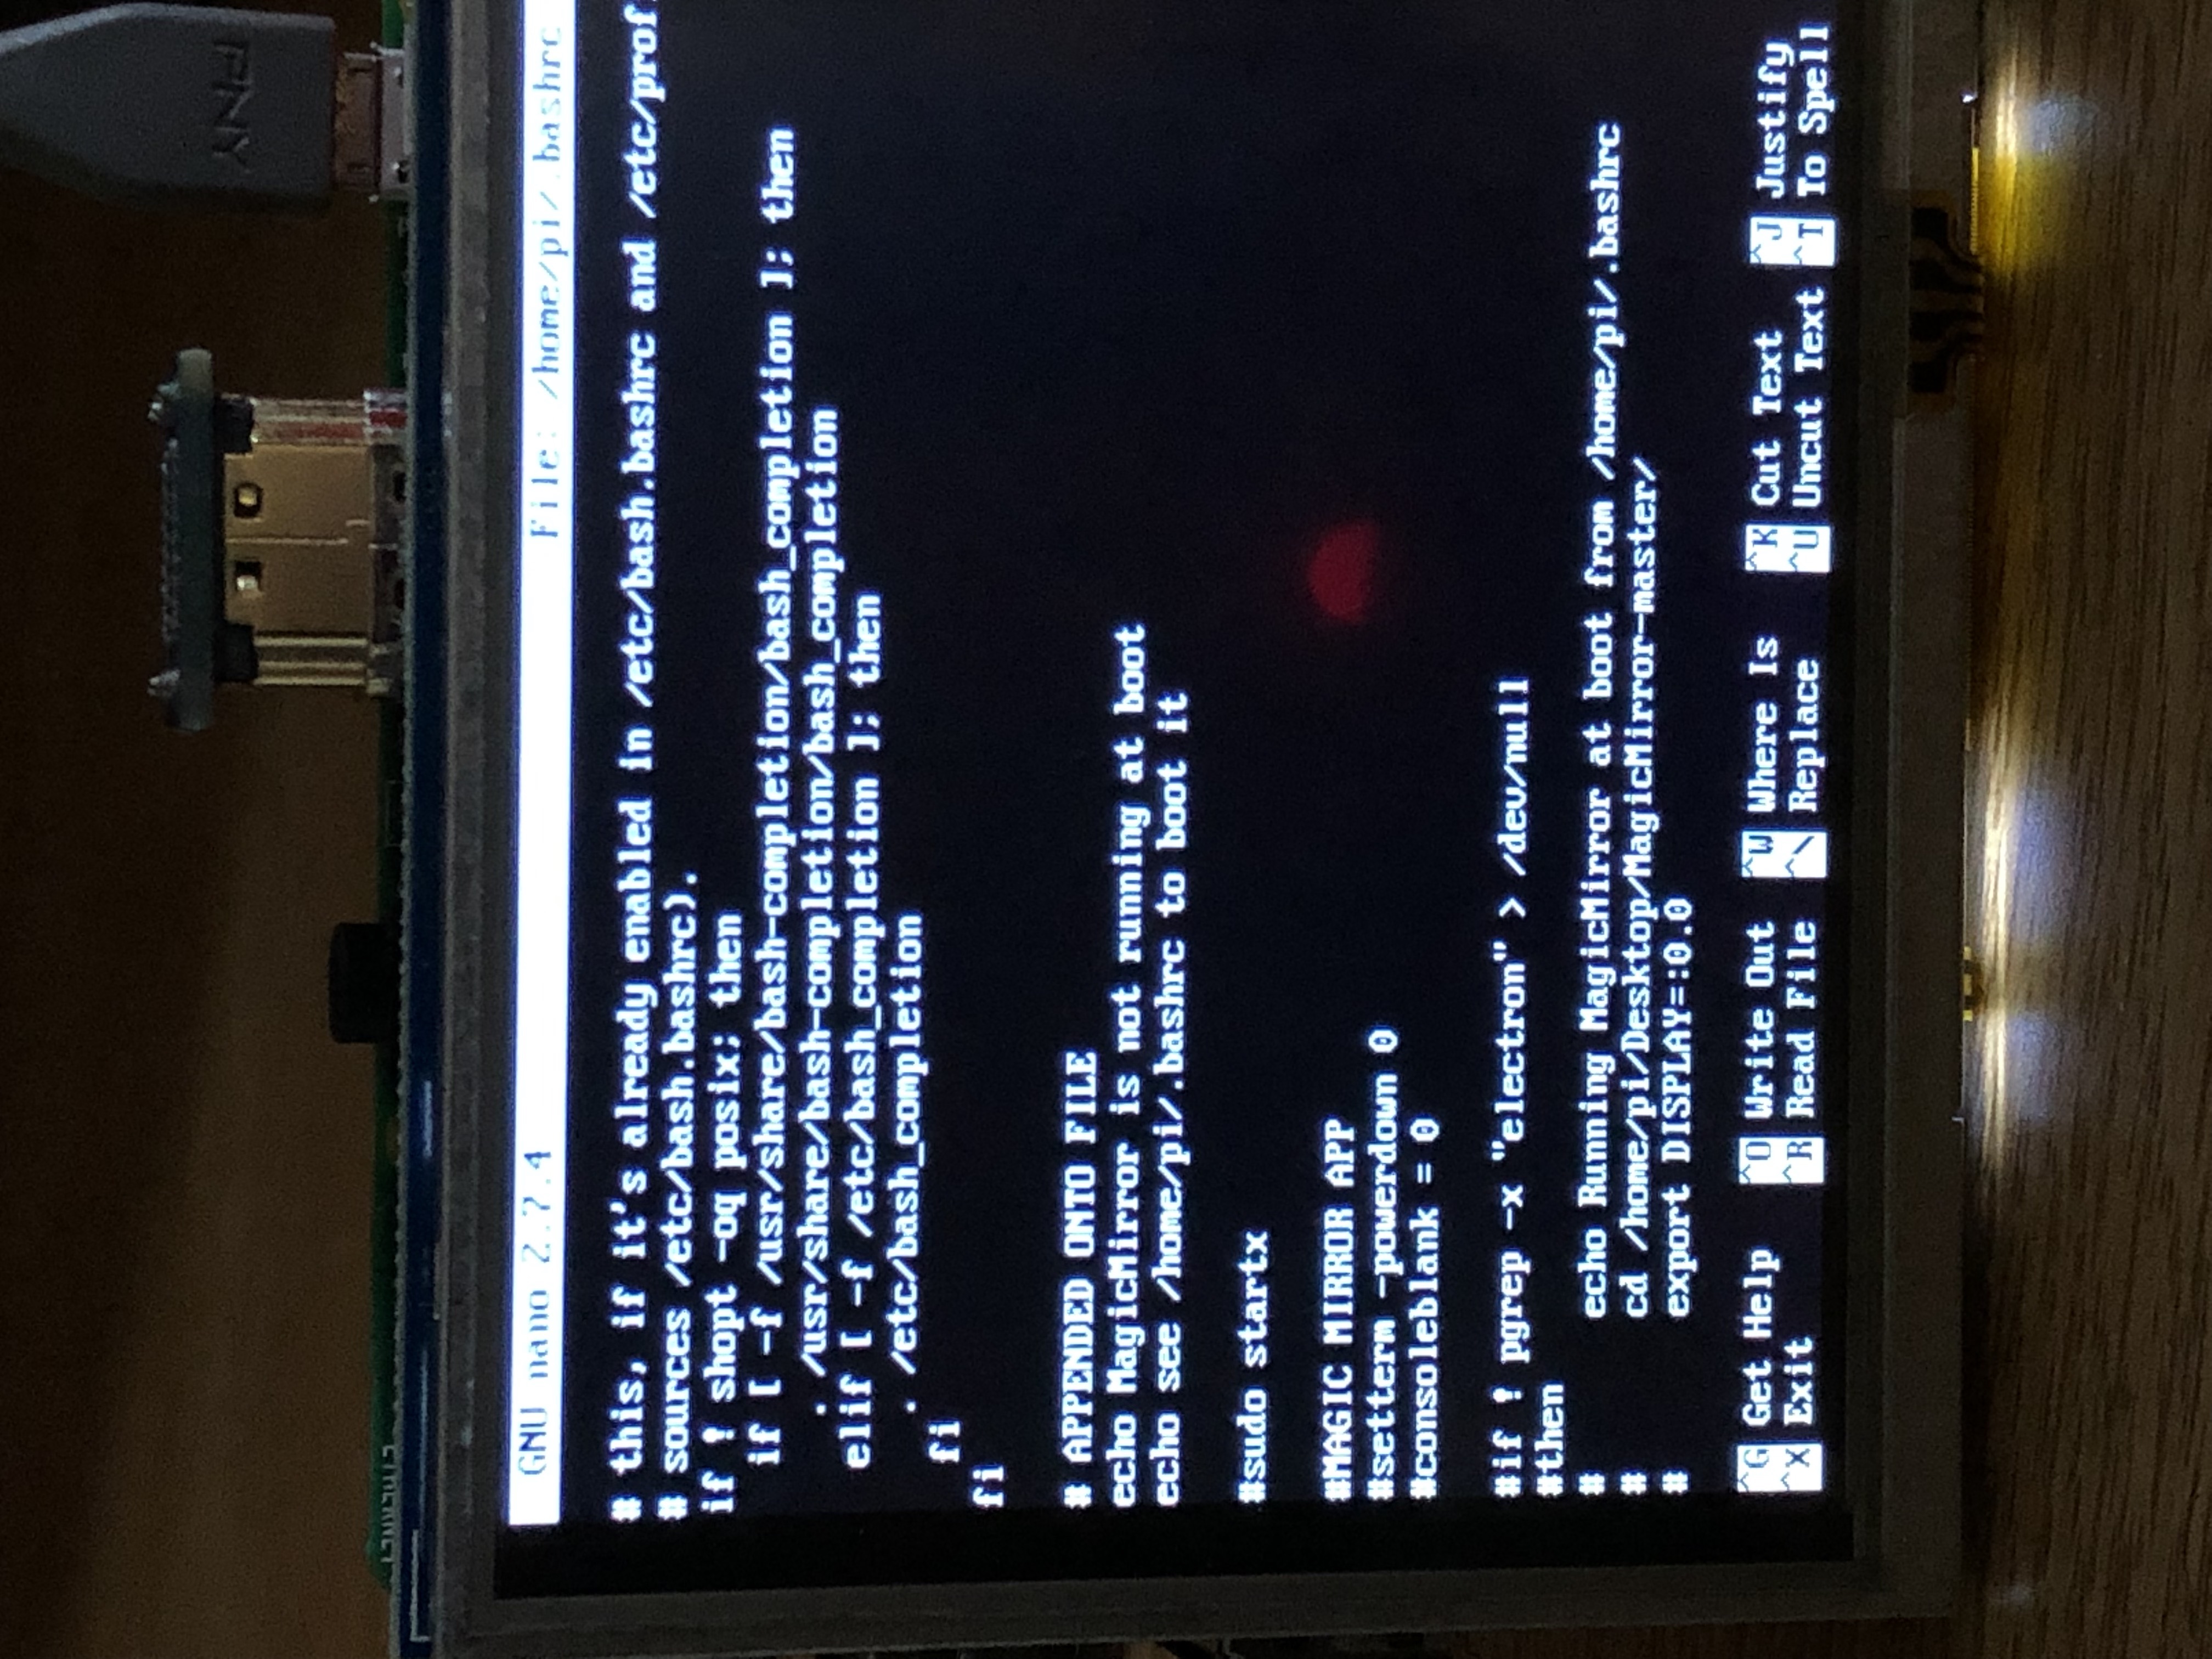 PNY
GNU nano 2.7.4 File: /home/pi/.bashrc
# this, if it's already enabled in /etc/bash.bashrc and /etc/prof
# sources /etc/bash.bashrc).
if ! shopt -oq posix; then
if [ -f /usr/share/bash-completion/bash_completion ]; then
. /usr/share/bash-completion/bash_completion
elif [ -f /etc/bash_completion ]; then
. /etc/bash_completion
fi
fi
# APPENDED ONTO FILE
echo MagicMirror is not running at boot
echo see /home/pi/.bashrc to boot it
#sudo startx
#MAGIC MIRROR APP
#setterm -powerdown 0
#consoleblank = 0
#if ! pgrep -x "electron" > /dev/null
#then
# echo Running MagicMirror at boot from /home/pi/.bashrc
# cd /home/pi/Desktop/MagicMirror-master/
# export DISPLAY=:0.0
^G Get Help ^O Write Out ^W Where Is ^K Cut Text ^J Justify
^X Exit ^R Read File ^\ Replace ^U Uncut Text ^T To Spell